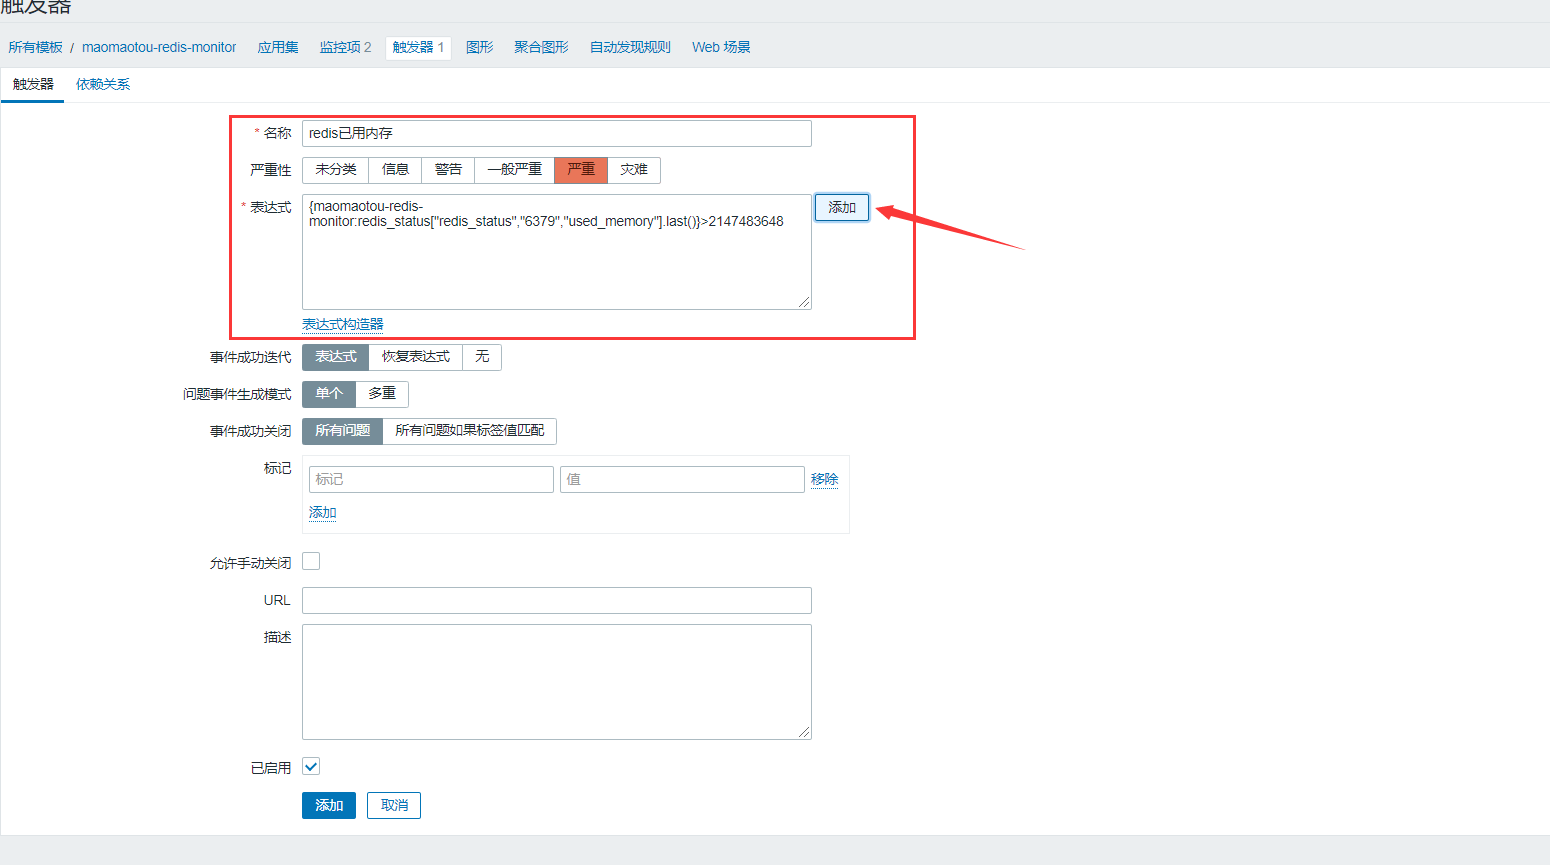 触发器
所有模板 / maomaotou-redis-monitor 应用集 监控项 2 触发器 1 图形 聚合图形 自动发现规则 Web 场景
触发器 依赖关系
* 名称 redis已用内存
严重性 未分类 信息 警告 一般严重 严重 灾难
* 表达式 {maomaotou-redis- 添加
monitor:redis_status["redis_status","6379","used_memory"].last()}>2147483648
表达式构造器
事件成功迭代 表达式 恢复表达式 无
问题事件生成模式 单个 多重
事件成功关闭 所有问题 所有问题如果标签值匹配
标记 标记 值 移除
添加
允许手动关闭
URL
描述
已启用
添加 取消